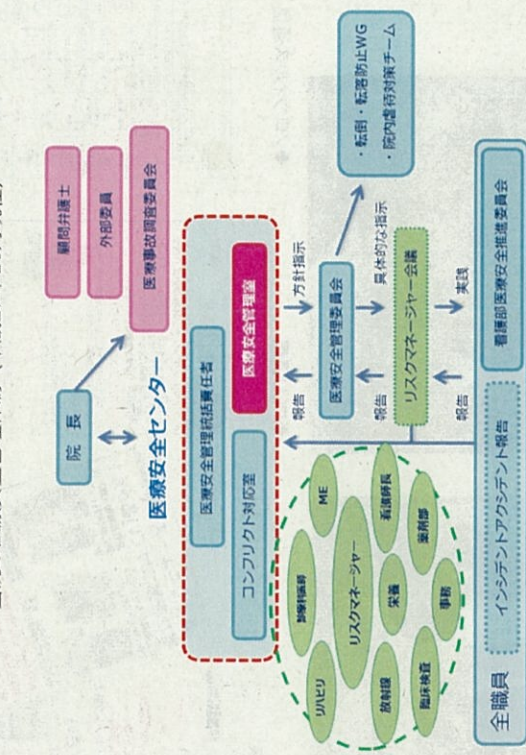 院 長
顧問弁護士
外部委員
医療事故調査委員会
医療安全センター
医療安全管理統括責任者
コンフリクト対応室
医療安全管理室
報告
方針指示
医療安全管理委員会
・転倒・転落防止WG
・院内虐待対策チーム
報告
具体的な指示
リスクマネージャー会議
報告
実践
診療科医師
リハビリ
ME
リスクマネージャー
放射線
栄養
看護師長
臨床検査
事務
薬剤部
全職員
インシデントアクシデント報告
看護部医療安全推進委員会